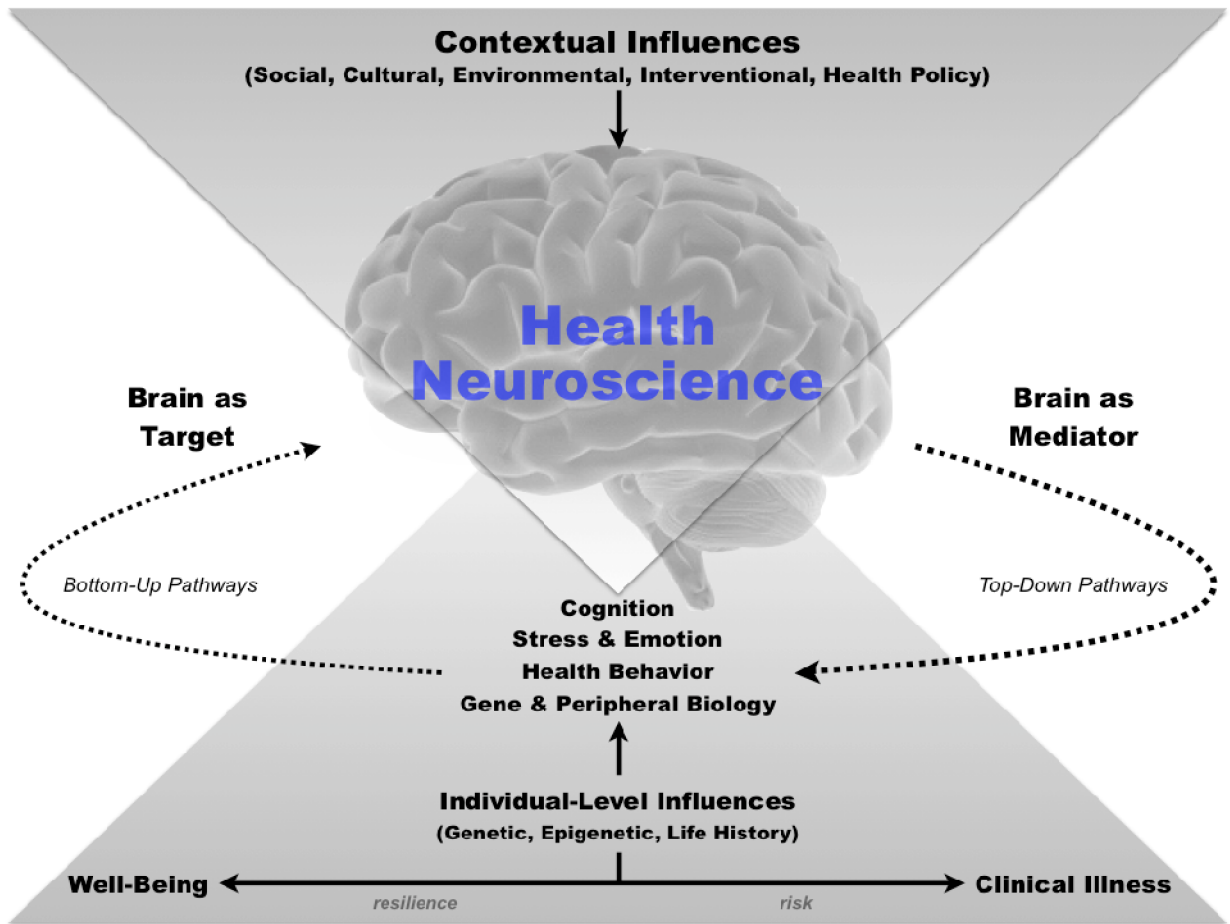 Contextual Influences
(Social, Cultural, Environmental, Interventional, Health Policy)
Health
Neuroscience
Brain as
Target
Brain as
Mediator
Bottom-Up Pathways
Top-Down Pathways
Cognition
Stress & Emotion
Health Behavior
Gene & Peripheral Biology
Individual-Level Influences
(Genetic, Epigenetic, Life History)
Well-Being
Clinical Illness
resilience
risk